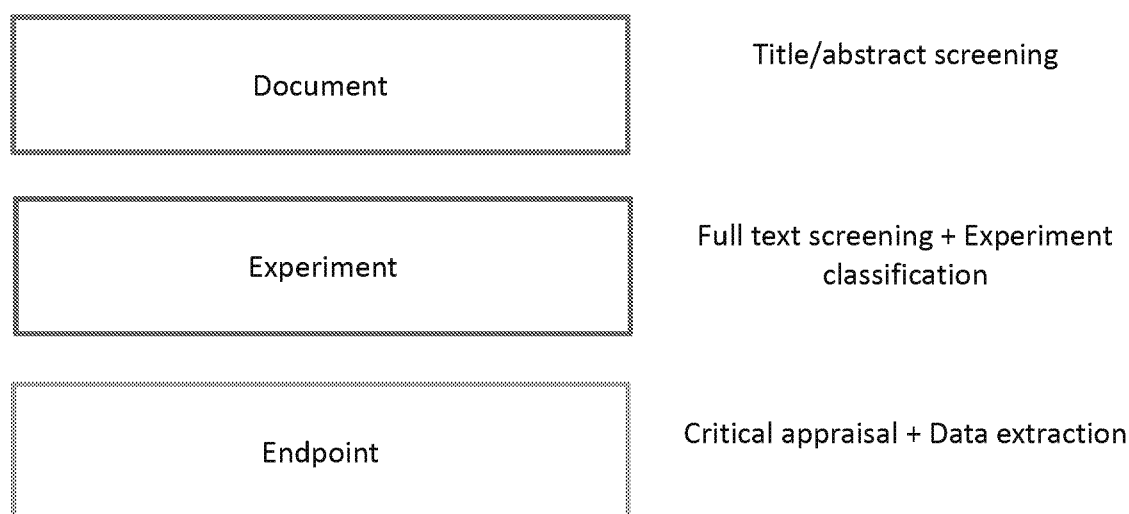 Document
Title/abstract screening
Experiment
Full text screening + Experiment
classification
Endpoint
Critical appraisal + Data extraction